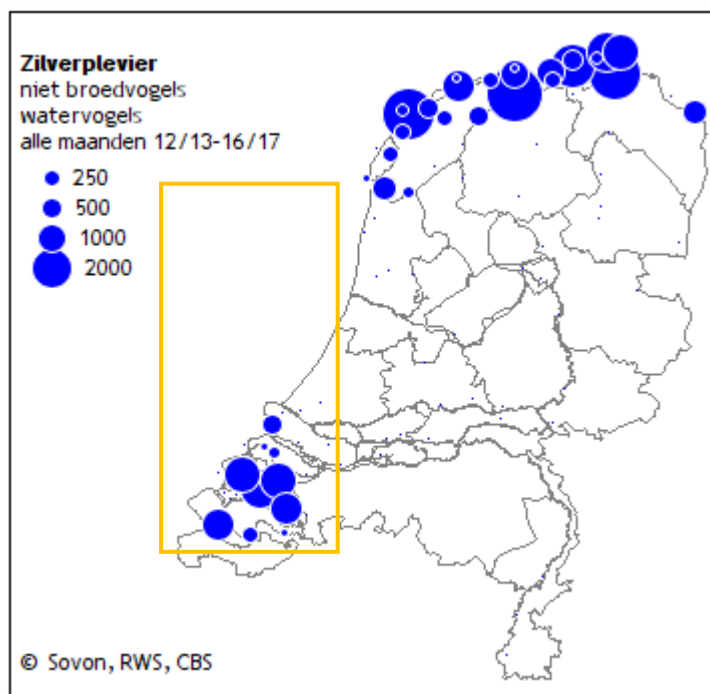 Zilverplevier
niet broedvogels
watervogels
alle maanden 12/13-16/17
250
500
1000
2000
© Sovon, RWS, CBS